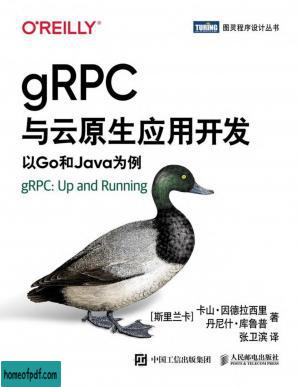 O'REILLY®
TURING 图灵程序设计丛书
gRPC
与云原生应用开发
以Go和Java为例
gRPC: Up and Running
[斯里兰卡] 卡山·因德拉西里 著
丹尼什·库鲁普
张卫滨 译
中国工信出版集团 人民邮电出版社
homeofpdf.com